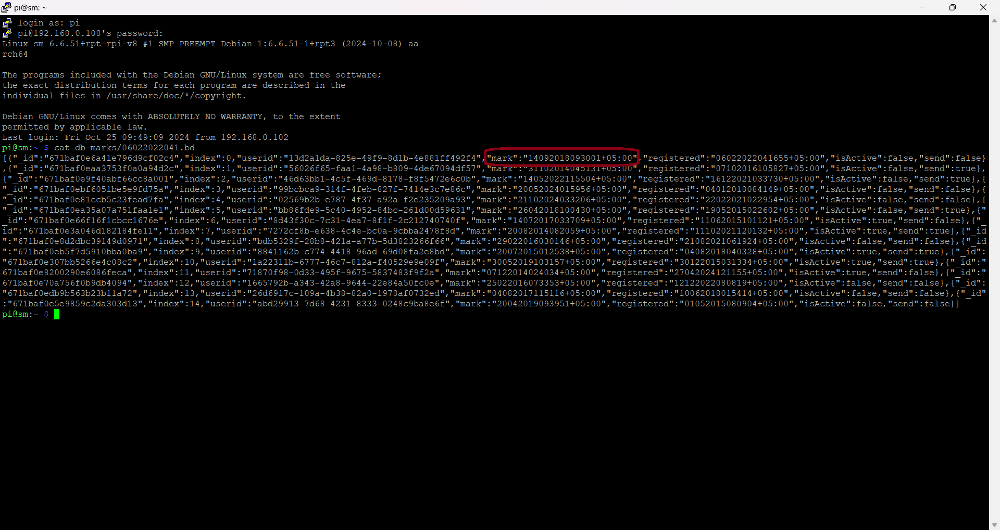 pi@sm: ~
login as: pi
pi@192.168.0.108's password:
Linux sm 6.6.51+rpt-rpi-v8 #1 SMP PREEMPT Debian 1:6.6.51-1+rpt3 (2024-10-08) aa
rch64
The programs included with the Debian GNU/Linux system are free software;
the exact distribution terms for each program are described in the
individual files in /usr/share/doc/*/copyright.
Debian GNU/Linux comes with ABSOLUTELY NO WARRANTY, to the extent
permitted by applicable law.
Last login: Fri Oct 25 09:49:09 2024 from 192.168.0.102
pi@sm:~ $ cat db-marks/06022022041.bd
[{"_id":"671baf0e6a41e796d9cf02c4","index":0,"userid":"13d2a1da-825e-49f9-8d1b-4e881ff492f4","mark":"14092018093001+05:00","registered":"06022022041655+05:00","isActive":false,"send":false}
,{"_id":"671baf0eaa3753f0a0a94d2c","index":1,"userid":"56026f65-faa1-4a98-b809-4de67094df57","mark":"31102014045131+05:00","registered":"07102016105827+05:00","isActive":false,"send":true},
{"_id":"671baf0e9f40abf66cc8a001","index":2,"userid":"46d63bb1-4c5f-469d-8178-f8f5472e6c0b","mark":"14052022115504+05:00","registered":"16122021033730+05:00","isActive":false,"send":true},{
"_id":"671baf0ebf6051be5e9fd75a","index":3,"userid":"99bcbca9-314f-4feb-827f-7414e3c7e86c","mark":"20052024015956+05:00","registered":"04012018084149+05:00","isActive":false,"send":false},{
"_id":"671baf0e81ccb5c23fead7fa","index":4,"userid":"02569b2b-e787-4f37-a92a-f2e235209a93","mark":"21102024033206+05:00","registered":"22022021022954+05:00","isActive":false,"send":false},{
"_id":"671baf0ea35a07a751faa1e1","index":5,"userid":"bb86fde9-5c40-4952-84bc-261d00d59631","mark":"26042018100430+05:00","registered":"19052015022602+05:00","isActive":false,"send":true},{"
_id":"671baf0e66f16f1cbcc1676e","index":6,"userid":"8d43f30c-7c31-4ea7-8f1f-2c212740740f","mark":"14072017033709+05:00","registered":"11062015101121+05:00","isActive":true,"send":false},{"_
id":"671baf0e3a046d182184fe11","index":7,"userid":"7272cf8b-e638-4c4e-bc0a-9cbba2478f8d","mark":"20082014082059+05:00","registered":"11102021120132+05:00","isActive":true,"send":true},{"_id
":"671baf0e8d2dbc39149d0971","index":8,"userid":"bdb5329f-28b8-421a-a77b-5d3823266f66","mark":"29022016030146+05:00","registered":"21082021061924+05:00","isActive":false,"send":false},{"_id
":"671baf0eb5f7d5910bba0ba9","index":9,"userid":"8841162b-c774-4418-96ad-69d08fa2e8bd","mark":"20072015012538+05:00","registered":"04082018040328+05:00","isActive":true,"send":true},{"_id":
"671baf0e307bb5266e4c08c2","index":10,"userid":"1a22311b-6777-46c7-812a-f40529e9e09f","mark":"30052019103157+05:00","registered":"30122015031334+05:00","isActive":true,"send":true},{"_id":"
671baf0e8200290e6086feca","index":11,"userid":"71870f98-0d33-495f-9675-5837483f9f2a","mark":"07122014024034+05:00","registered":"27042024121155+05:00","isActive":true,"send":false},{"_id":"
671baf0e70a756f0b9db4094","index":12,"userid":"1665792b-a343-42a8-9644-22e84a50fc0e","mark":"25022016073353+05:00","registered":"12122022080819+05:00","isActive":false,"send":false},{"_id":
"671baf0edb9b563b23b11a72","index":13,"userid":"26d6917c-109a-4b38-82a0-1978af0732ed","mark":"04082017115116+05:00","registered":"10062018015414+05:00","isActive":false,"send":false},{"_id"
:"671baf0e5e9859c2da303d13","index":14,"userid":"abd29913-7d68-4231-8333-0248c9ba8e6f","mark":"20042019093951+05:00","registered":"01052015080904+05:00","isActive":false,"send":false}]
pi@sm:~ $